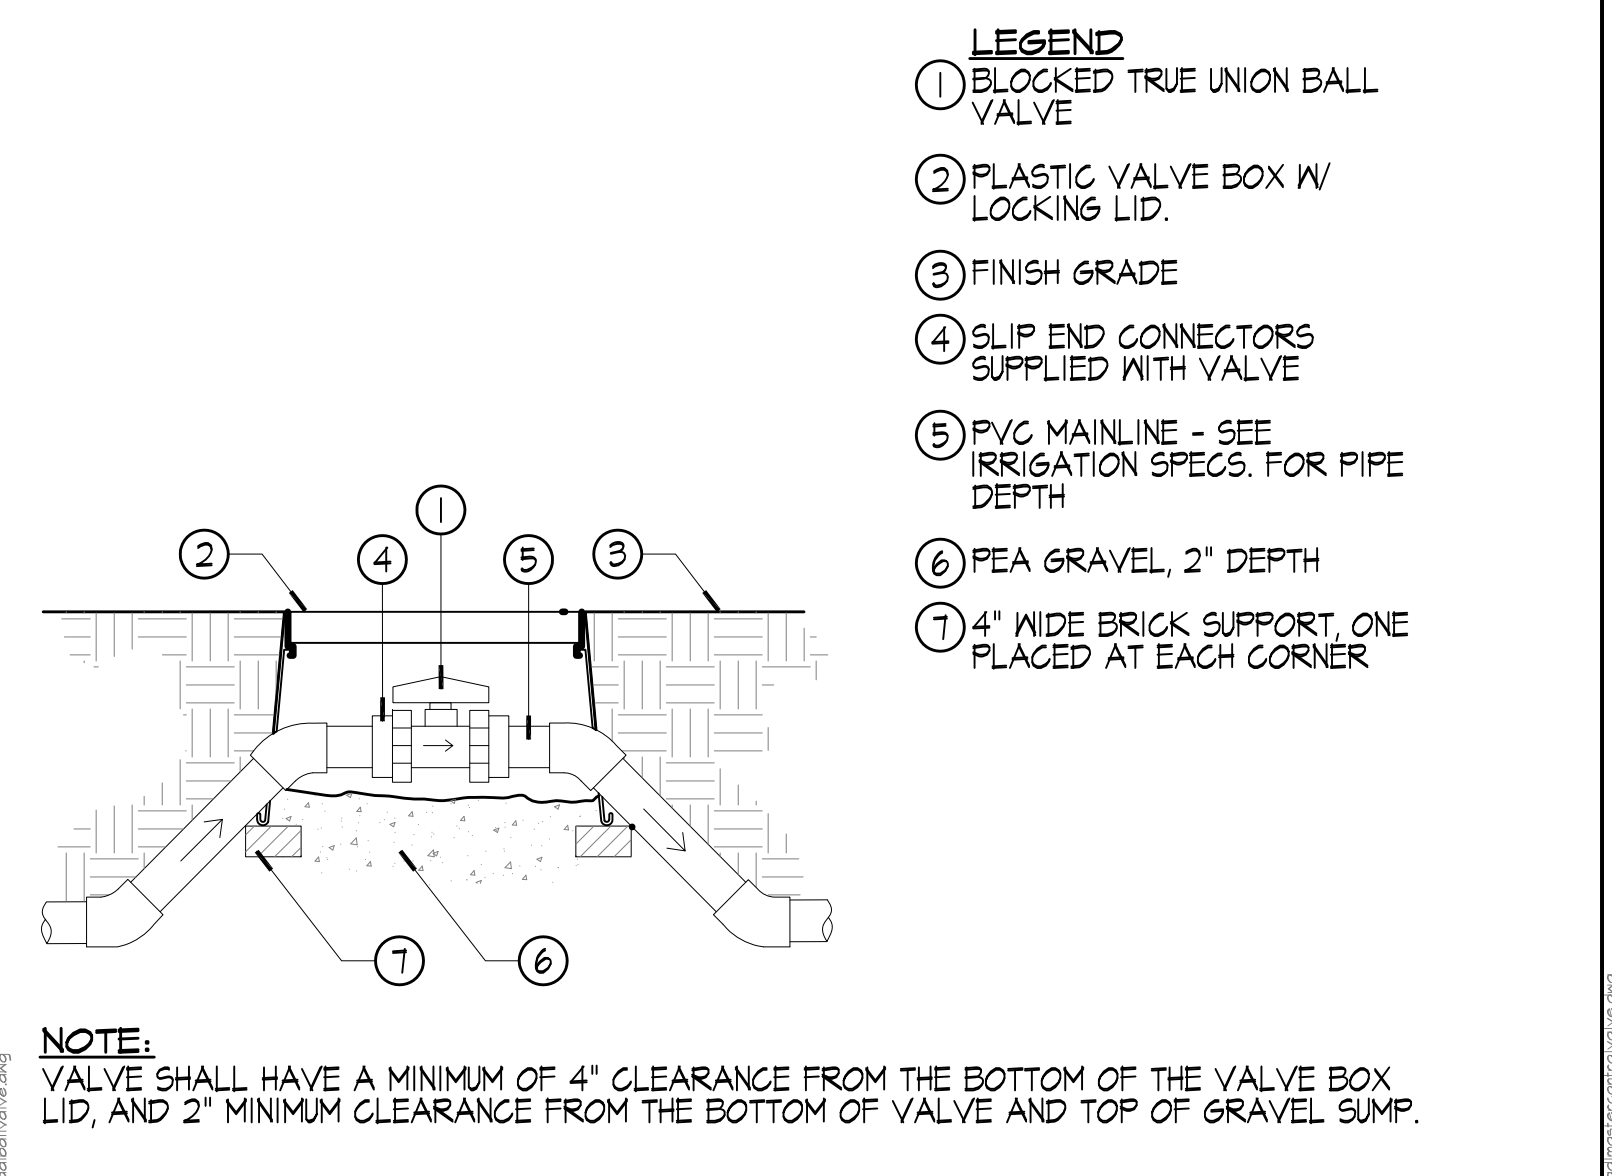 LEGEND
1 BLOCKED TRUE UNION BALL
VALVE
2 PLASTIC VALVE BOX W/
LOCKING LID.
3 FINISH GRADE
4 SLIP END CONNECTORS
SUPPLIED WITH VALVE
5 PVC MAINLINE - SEE
IRRIGATION SPECS. FOR PIPE
DEPTH
6 PEA GRAVEL, 2" DEPTH
7 4" WIDE BRICK SUPPORT, ONE
PLACED AT EACH CORNER
1
2
4
5
3
7
6
NOTE:
VALVE SHALL HAVE A MINIMUM OF 4" CLEARANCE FROM THE BOTTOM OF THE VALVE BOX
LID, AND 2" MINIMUM CLEARANCE FROM THE BOTTOM OF VALVE AND TOP OF GRAVEL SUMP.